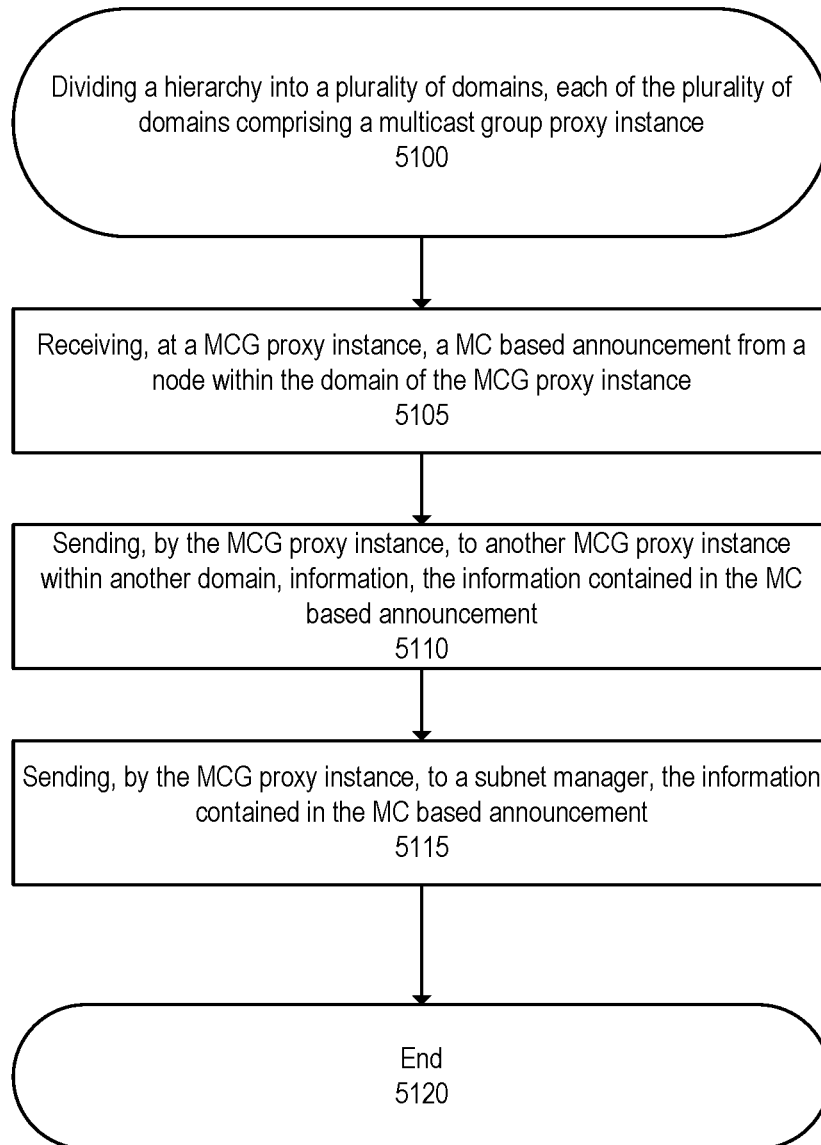 Dividing a hierarchy into a plurality of domains, each of the plurality of
domains comprising a multicast group proxy instance
5100
Receiving, at a MCG proxy instance, a MC based announcement from a
node within the domain of the MCG proxy instance
5105
Sending, by the MCG proxy instance, to another MCG proxy instance
within another domain, information, the information contained in the MC
based announcement
5110
Sending, by the MCG proxy instance, to a subnet manager, the information
contained in the MC based announcement
5115
End
5120